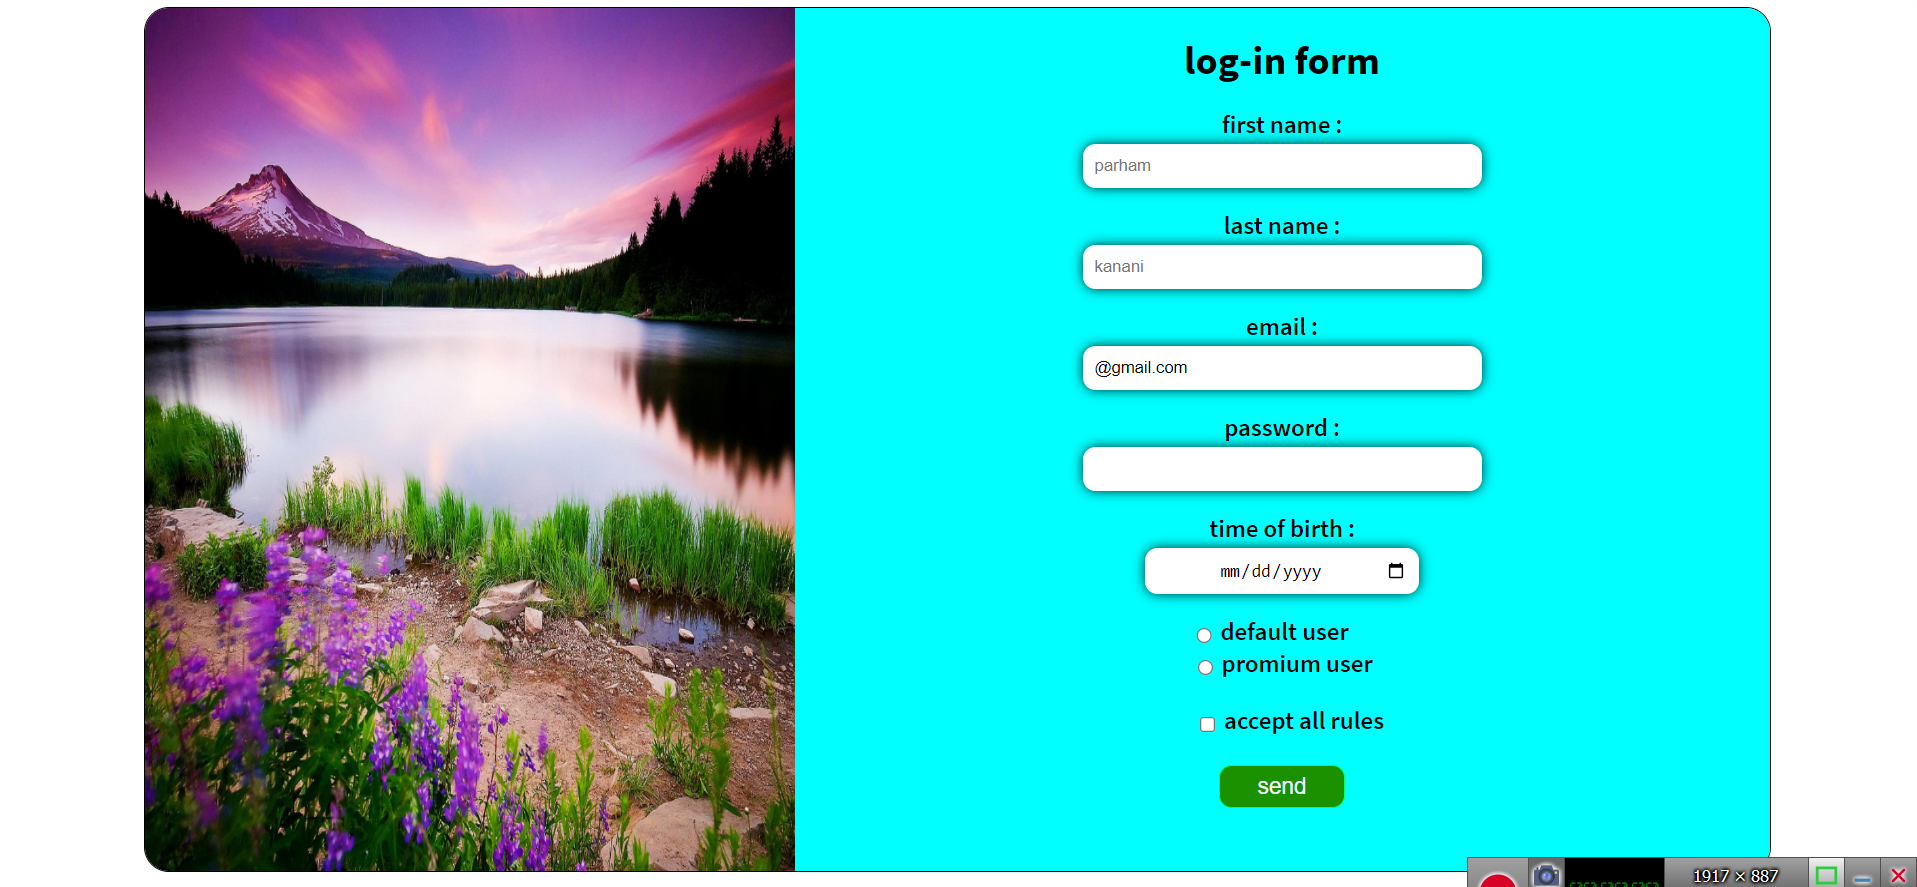 log-in form
first name :
parham
last name :
kanani
email :
@gmail.com
password :
time of birth :
mm/dd/yyyy
default user
promium user
accept all rules
send
1917 × 887